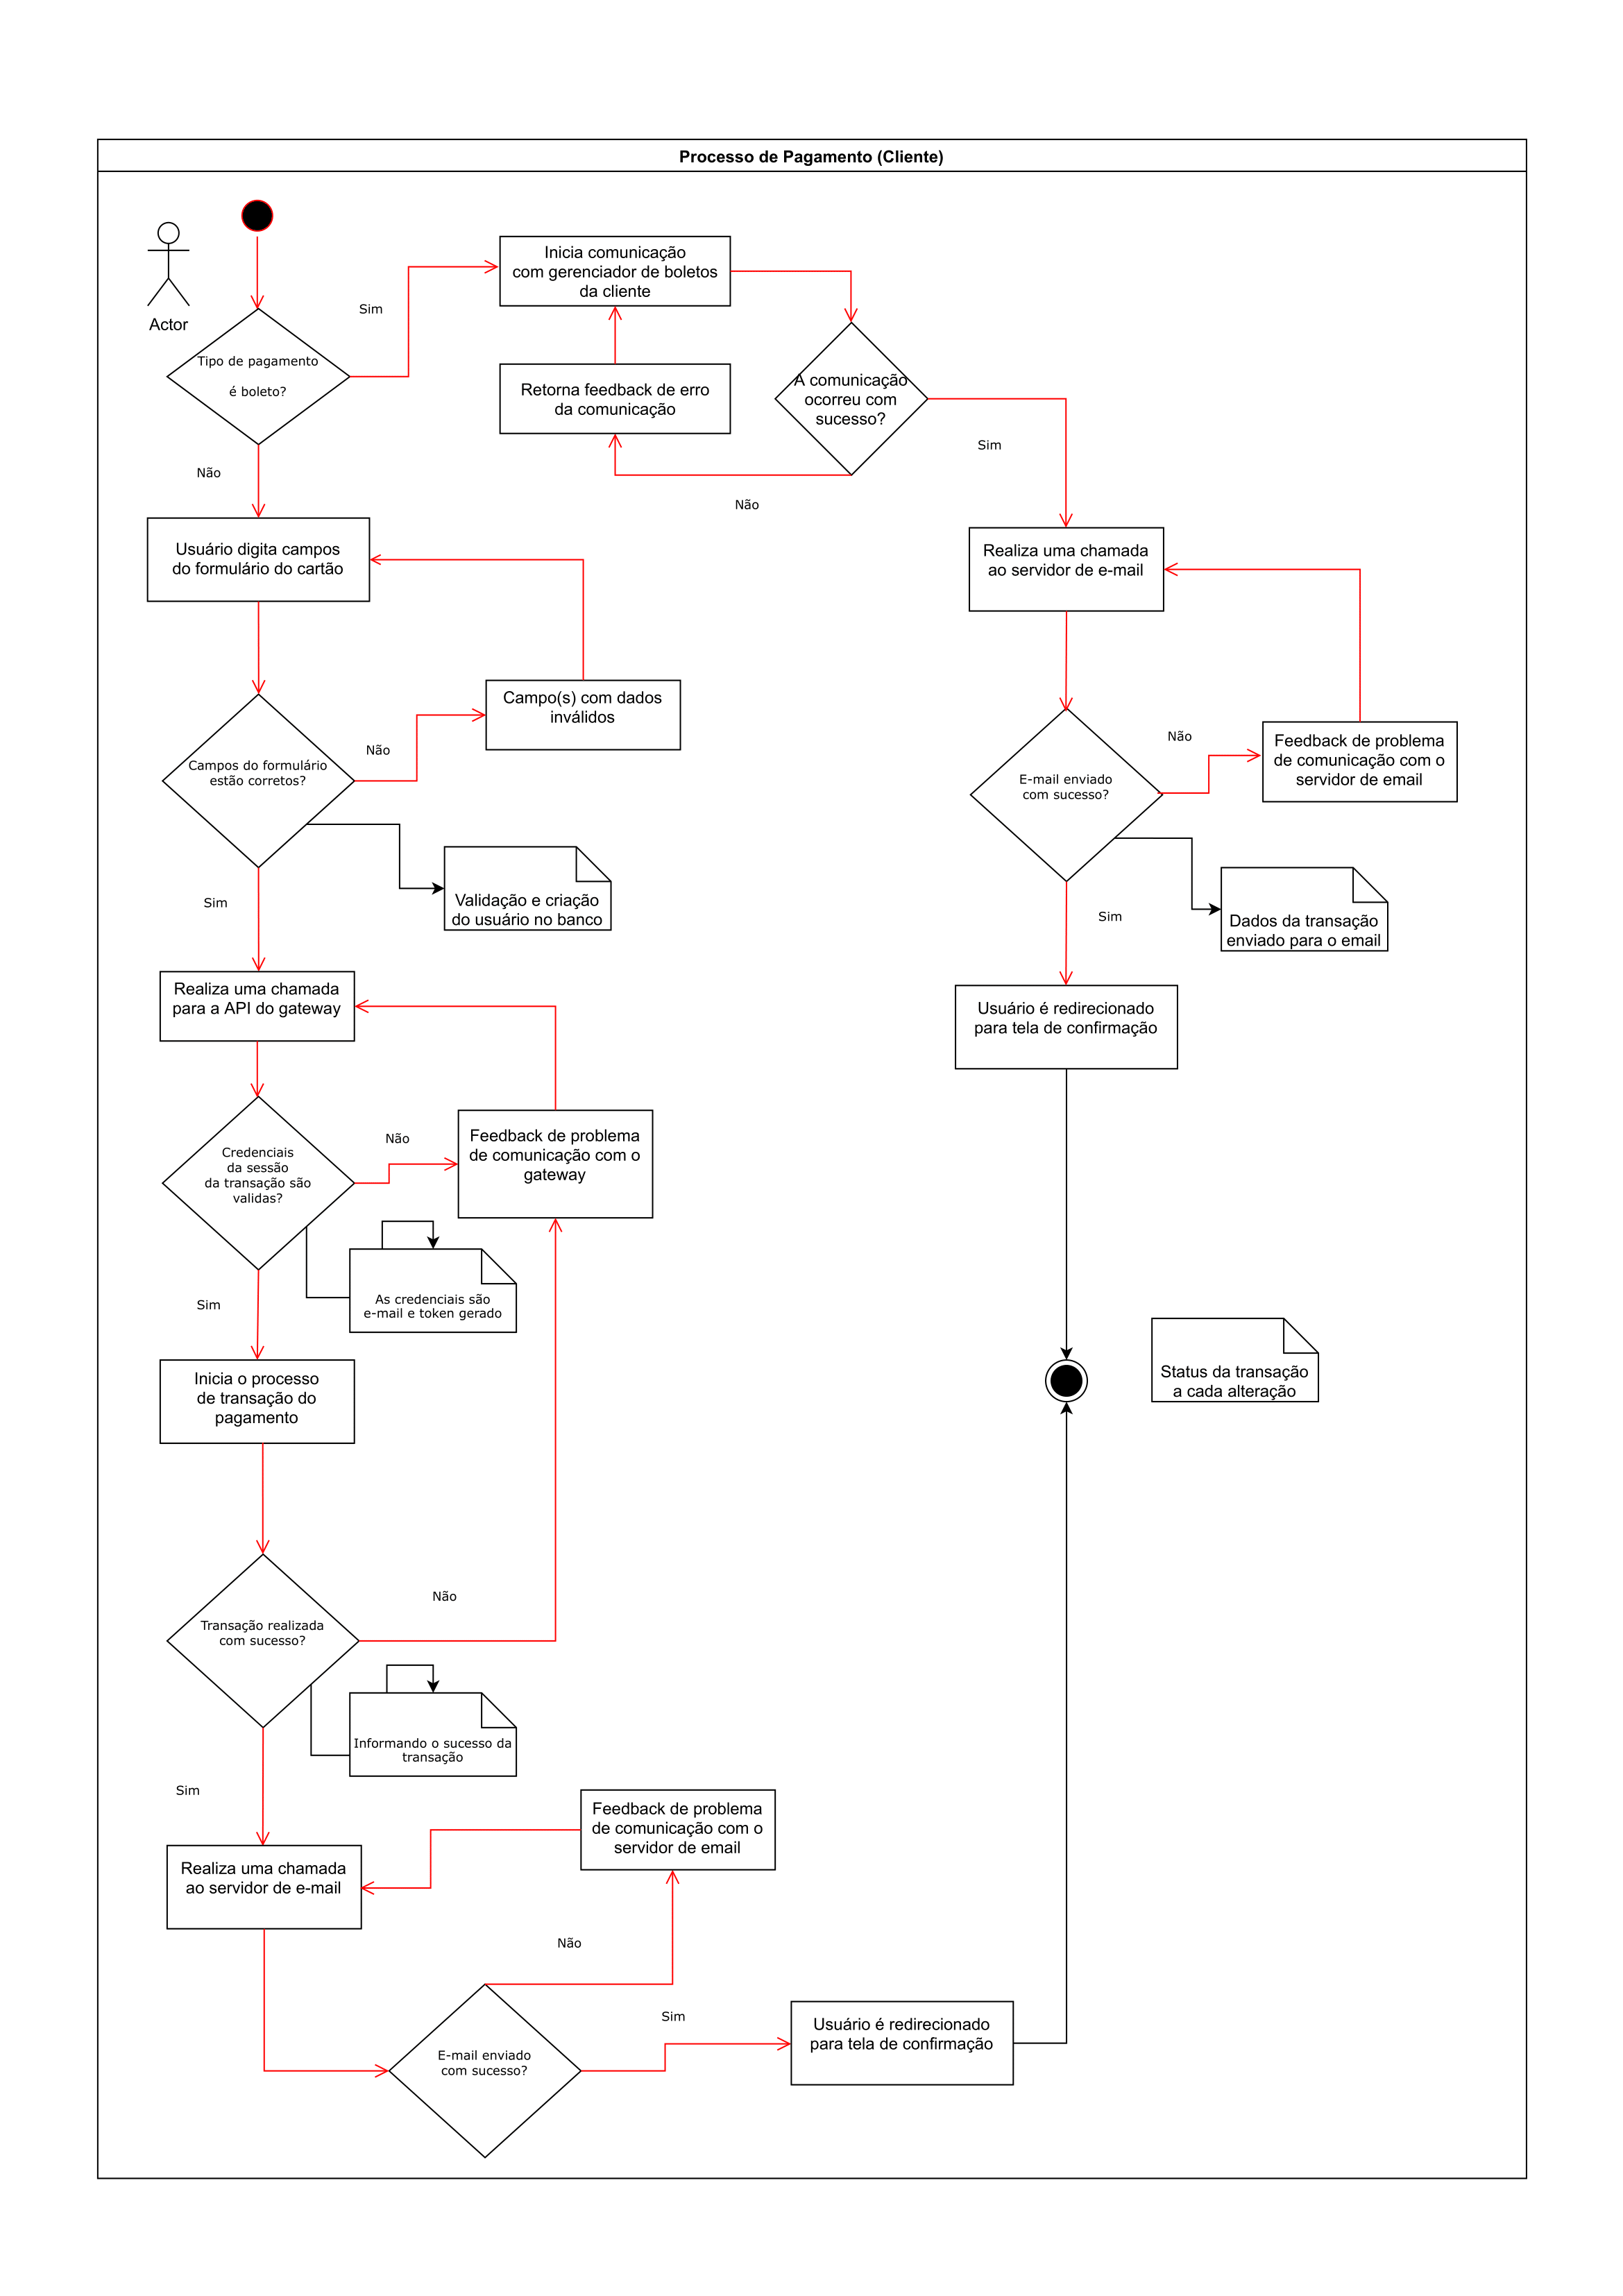 Processo de Pagamento (Cliente)
Actor
Tipo de pagamento
é boleto?
Sim
Inicia comunicação
com gerenciador de boletos
da cliente
Retorna feedback de erro
da comunicação
A comunicação
ocorreu com
sucesso?
Sim
Não
Não
Usuário digita campos
do formulário do cartão
Realiza uma chamada
ao servidor de e-mail
Campo(s) com dados
inválidos
Não
Campos do formulário
estão corretos?
Não
Feedback de problema
de comunicação com o
servidor de email
E-mail enviado
com sucesso?
Validação e criação
do usuário no banco
Sim
Sim
Dados da transação
enviado para o email
Realiza uma chamada
para a API do gateway
Usuário é redirecionado
para tela de confirmação
Credenciais
da sessão
da transação são
validas?
Não
Feedback de problema
de comunicação com o
gateway
As credenciais são
e-mail e token gerado
Sim
Inicia o processo
de transação do
pagamento
Status da transação
a cada alteração
Não
Transação realizada
com sucesso?
Informando o sucesso da
transação
Sim
Feedback de problema
de comunicação com o
servidor de email
Realiza uma chamada
ao servidor de e-mail
Não
Sim
E-mail enviado
com sucesso?
Usuário é redirecionado
para tela de confirmação